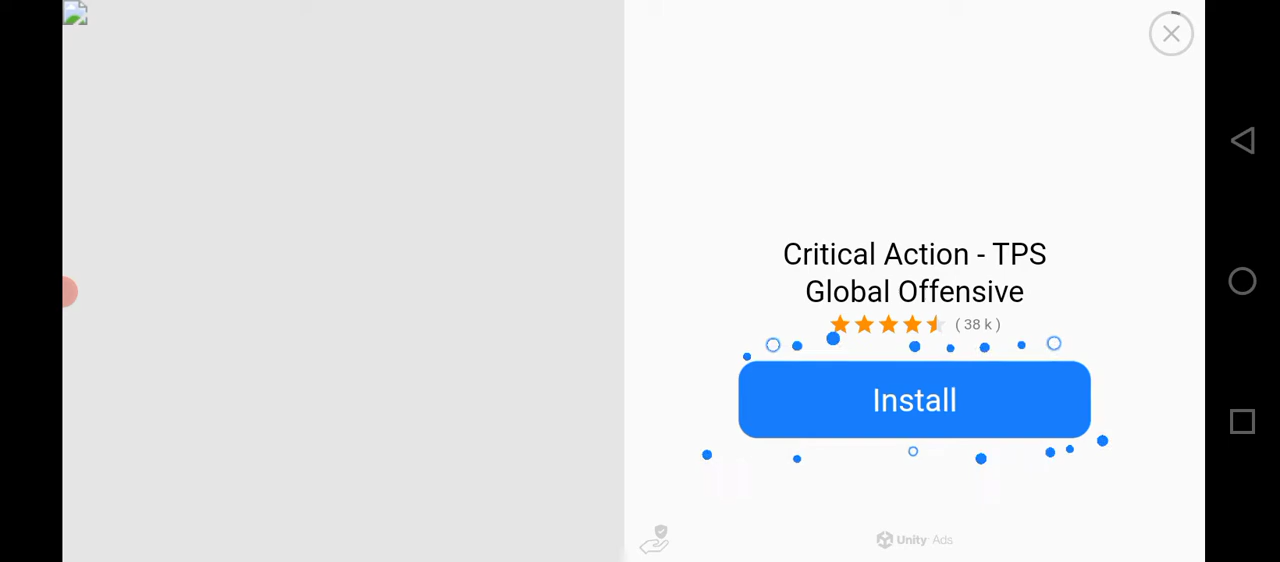 Critical Action - TPS
Global Offensive
( 38 k )
Install
Unity Ads